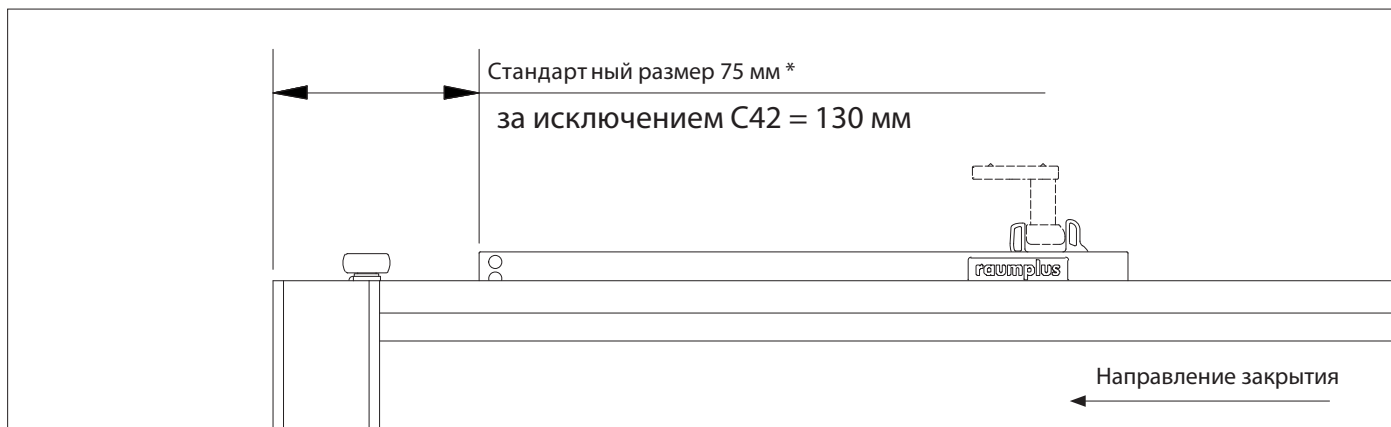 Стандарт ный размер 75 мм *
за исключением C42 = 130 мм
raumplus
Направление закрытия